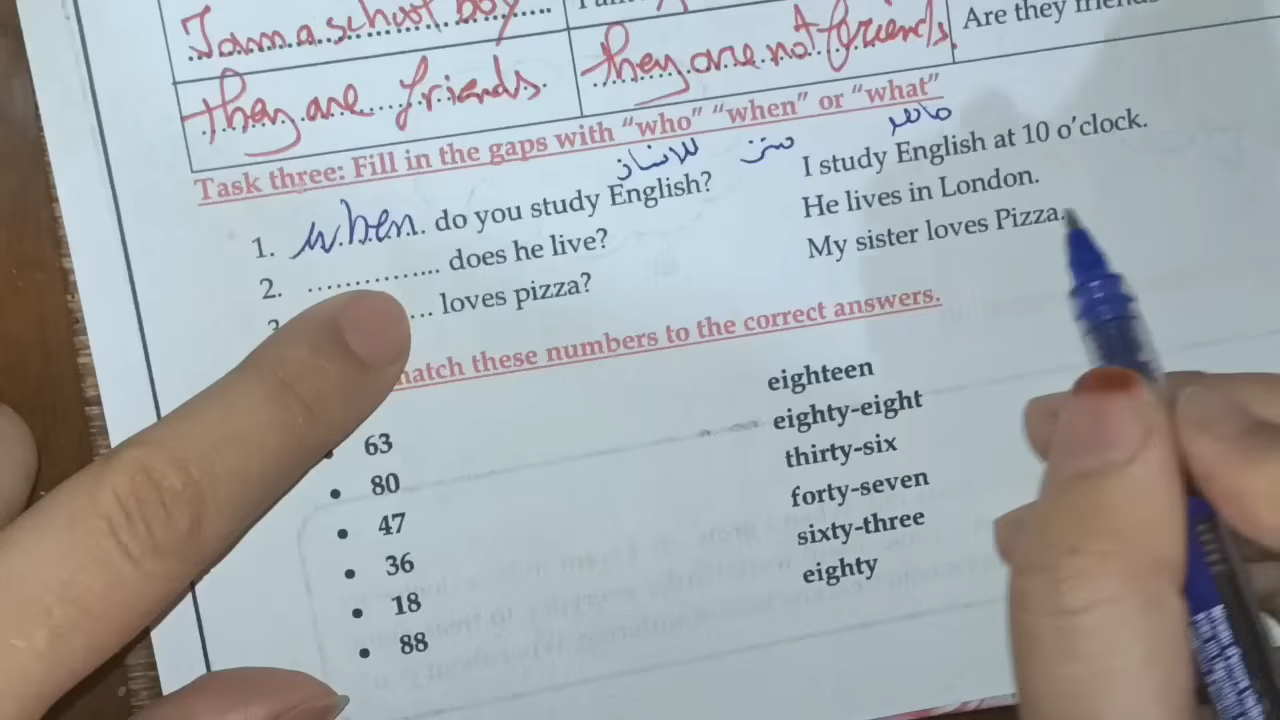 I am a school boy
They are friends. They are not friends. Are they
Task three: Fill in the gaps with “who” “when” or “what”
للانسان متى ماهو
1. when do you study English? I study English at 10 o’clock.
2. ………….. does he live? He lives in London.
… loves pizza? My sister loves Pizza.
match these numbers to the correct answers.
eighteen
• 63 eighty-eight
• 80 thirty-six
• 47 forty-seven
• 36 sixty-three
• 18 eighty
• 88